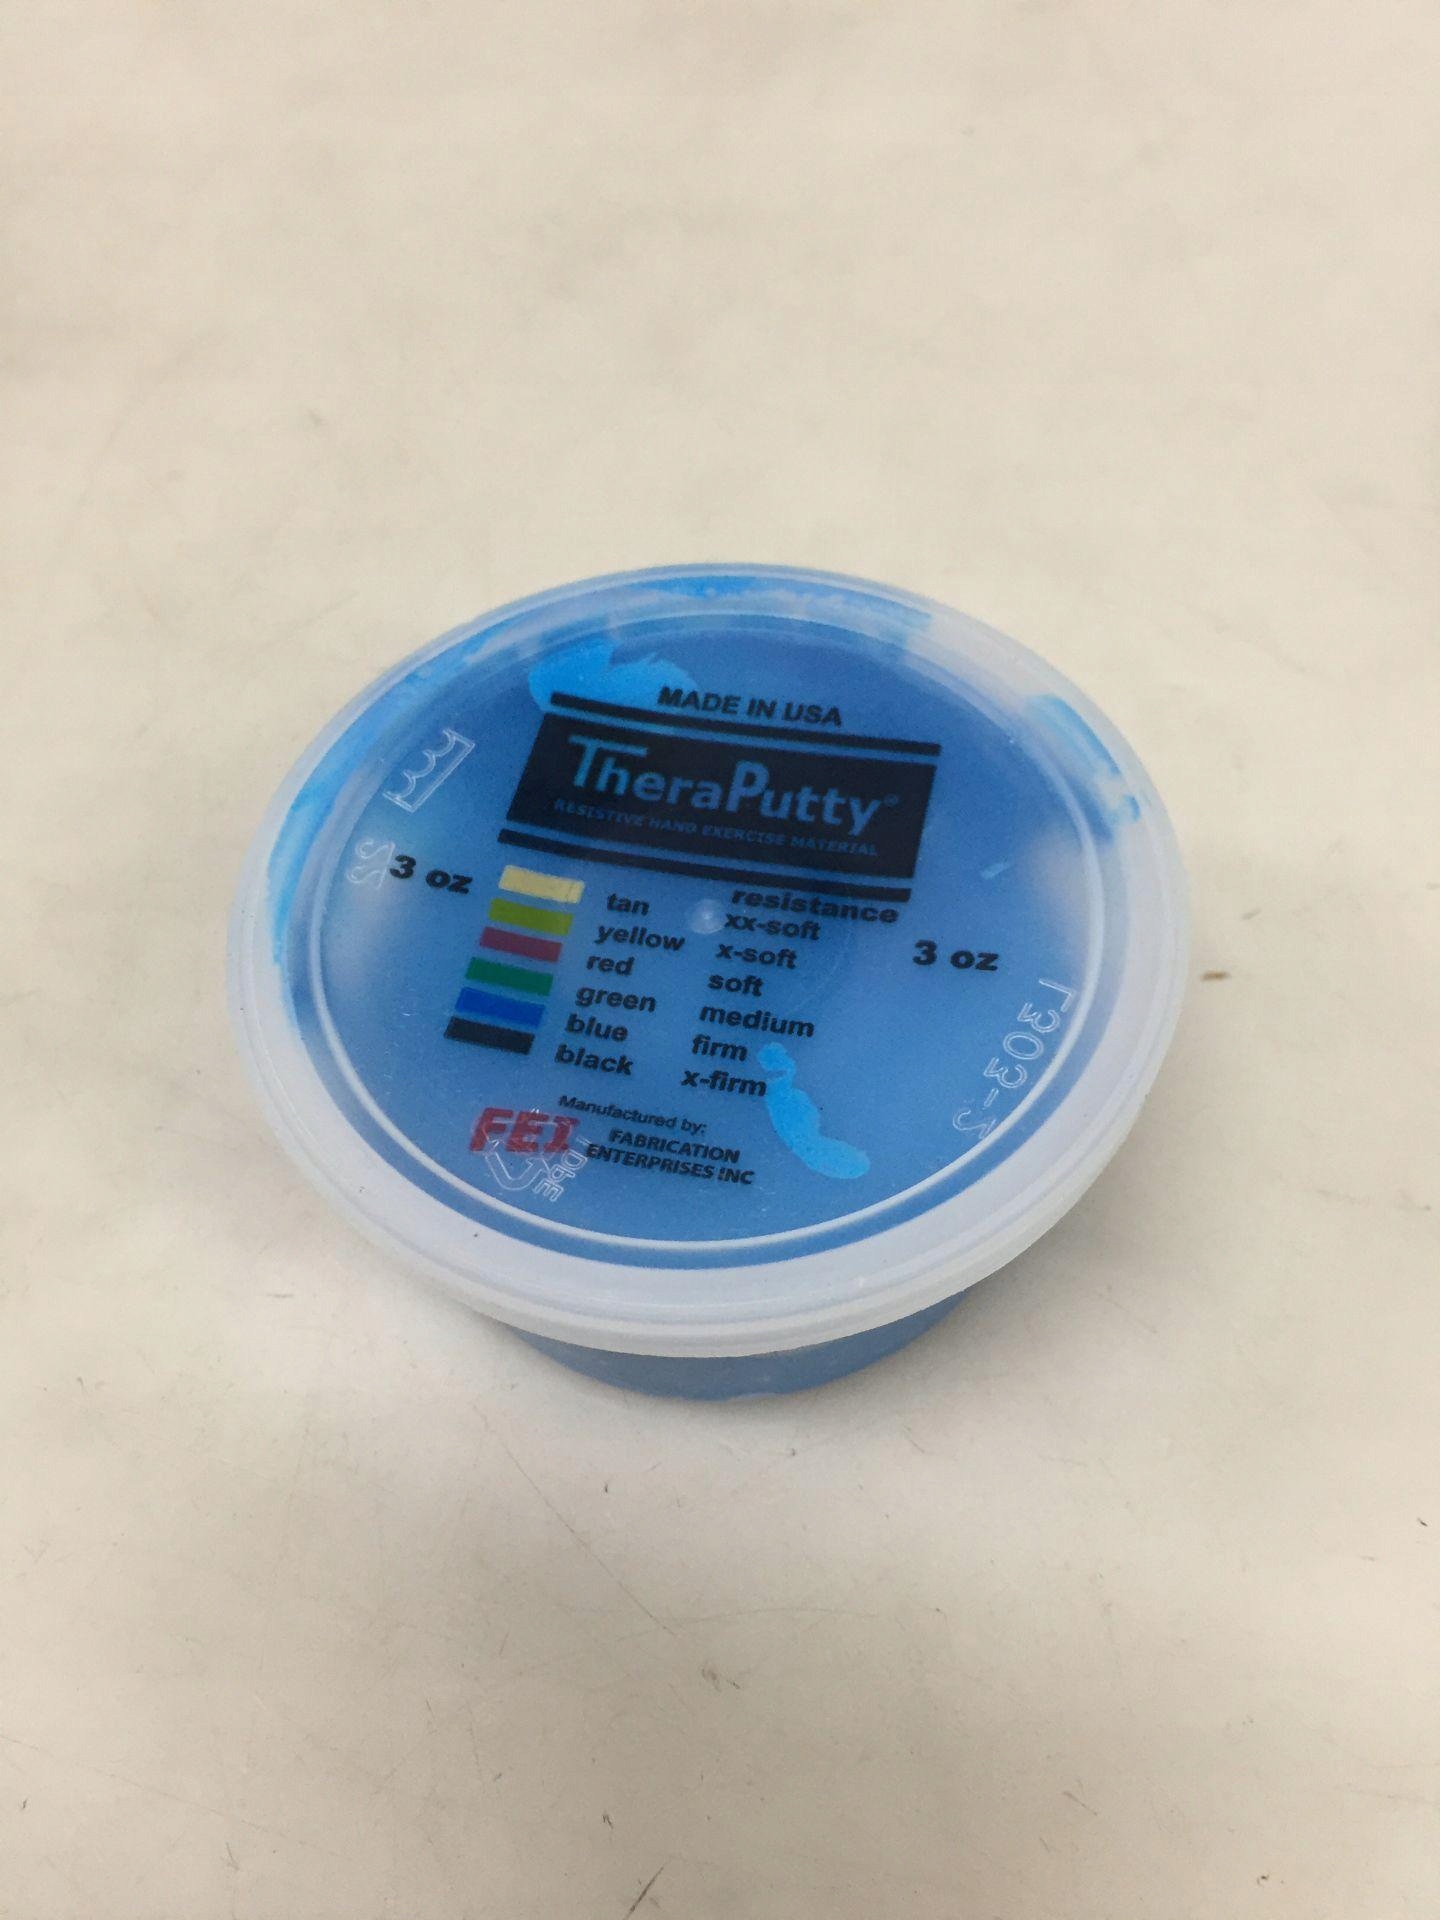 MADE IN USA
TheraPutty®
RESISTIVE HAND EXERCISE MATERIAL
3 oz
resistance
tan xx-soft
yellow x-soft
red soft
green medium
blue firm
black x-firm
3 oz
Manufactured by:
FEI FABRICATION
ENTERPRISES INC